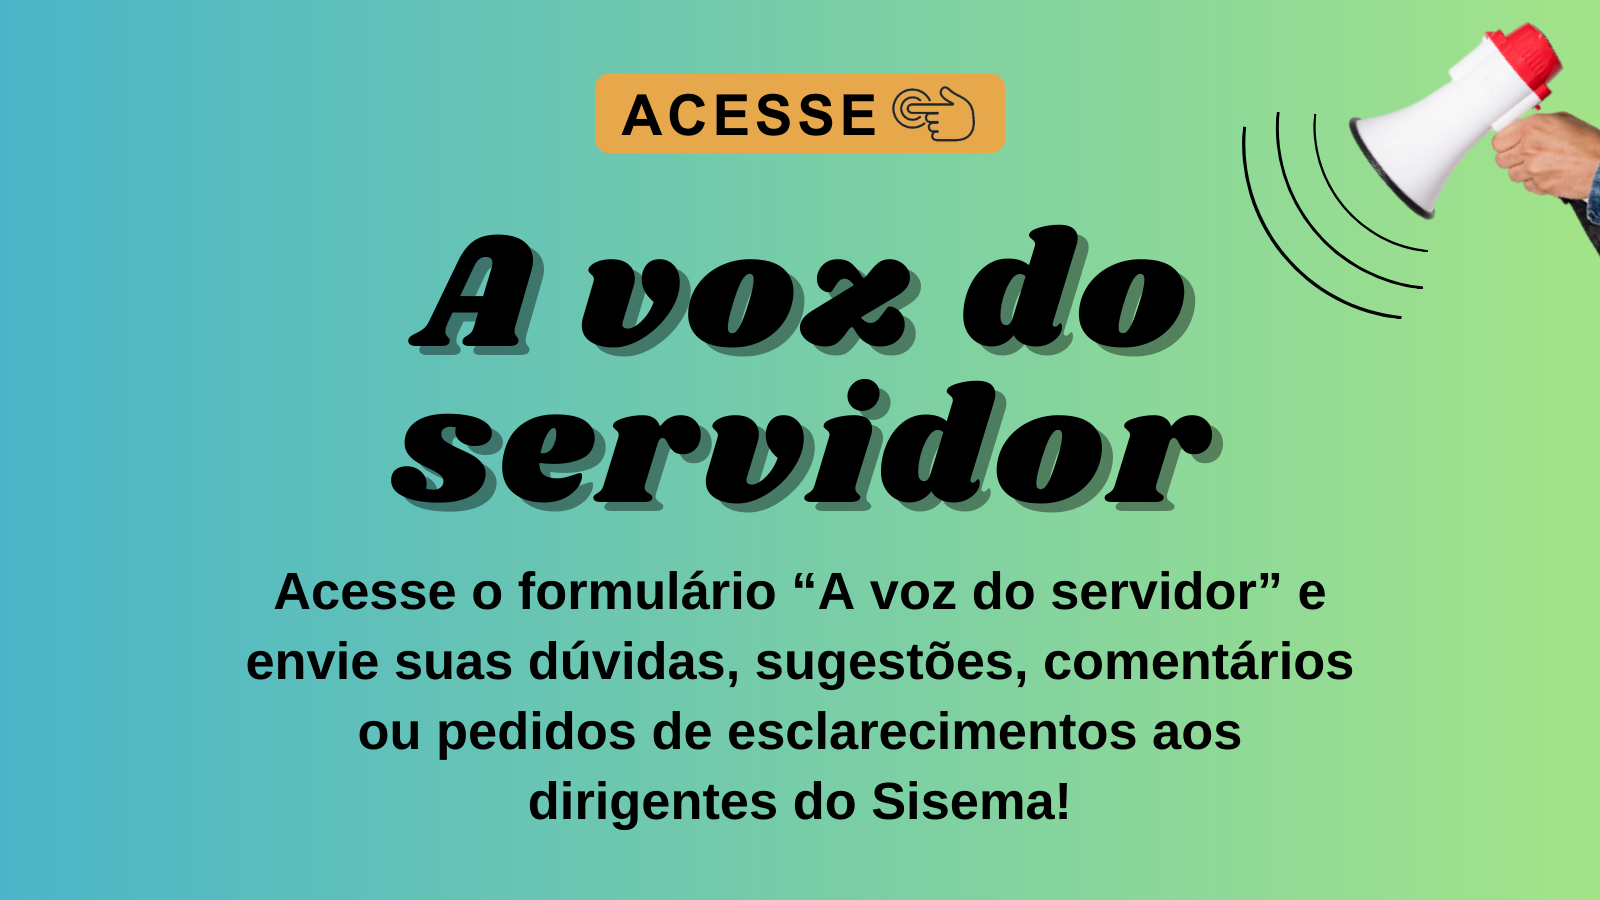 ACESSE
A voz do
servidor
Acesse o formulário “A voz do servidor” e
envie suas dúvidas, sugestões, comentários
ou pedidos de esclarecimentos aos
dirigentes do Sisema!